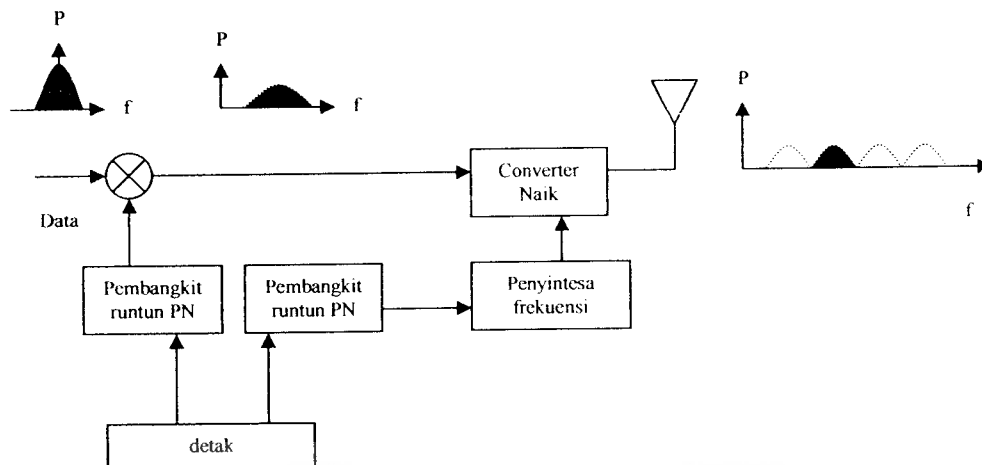 P
f
P
f
P
f
Data
Converter
Naik
Pembangkit
runtun PN
Pembangkit
runtun PN
Penyintesa
frekuensi
detak